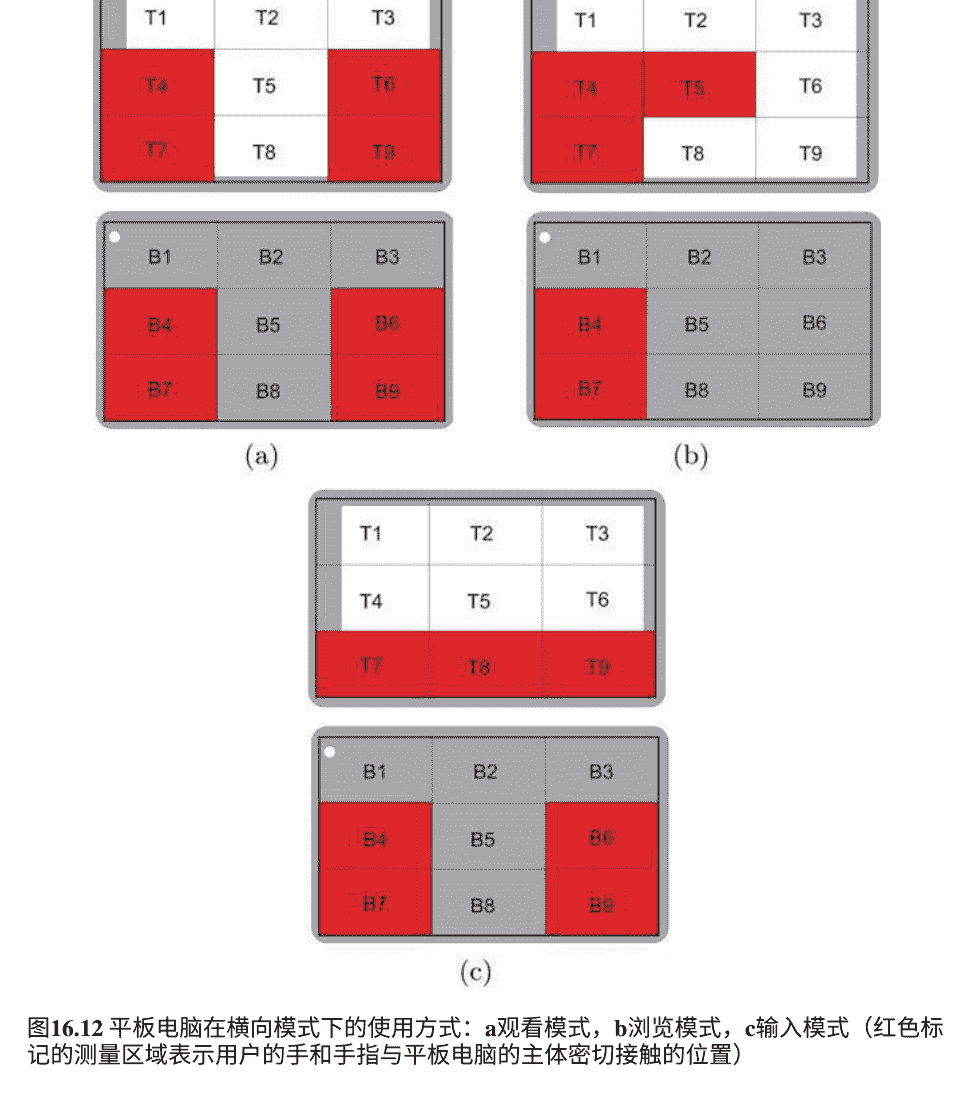 T1 T2 T3
T4 T5 T6
T7 T8 T9
B1 B2 B3
B4 B5 B6
B7 B8 B9
(a)
T1 T2 T3
T4 T5 T6
T7 T8 T9
B1 B2 B3
B4 B5 B6
B7 B8 B9
(b)
T1 T2 T3
T4 T5 T6
T7 T8 T9
B1 B2 B3
B4 B5 B6
B7 B8 B9
(c)
图16.12 平板电脑在横向模式下的使用方式：a观看模式，b浏览模式，c输入模式（红色标
记的测量区域表示用户的手和手指与平板电脑的主体密切接触的位置）